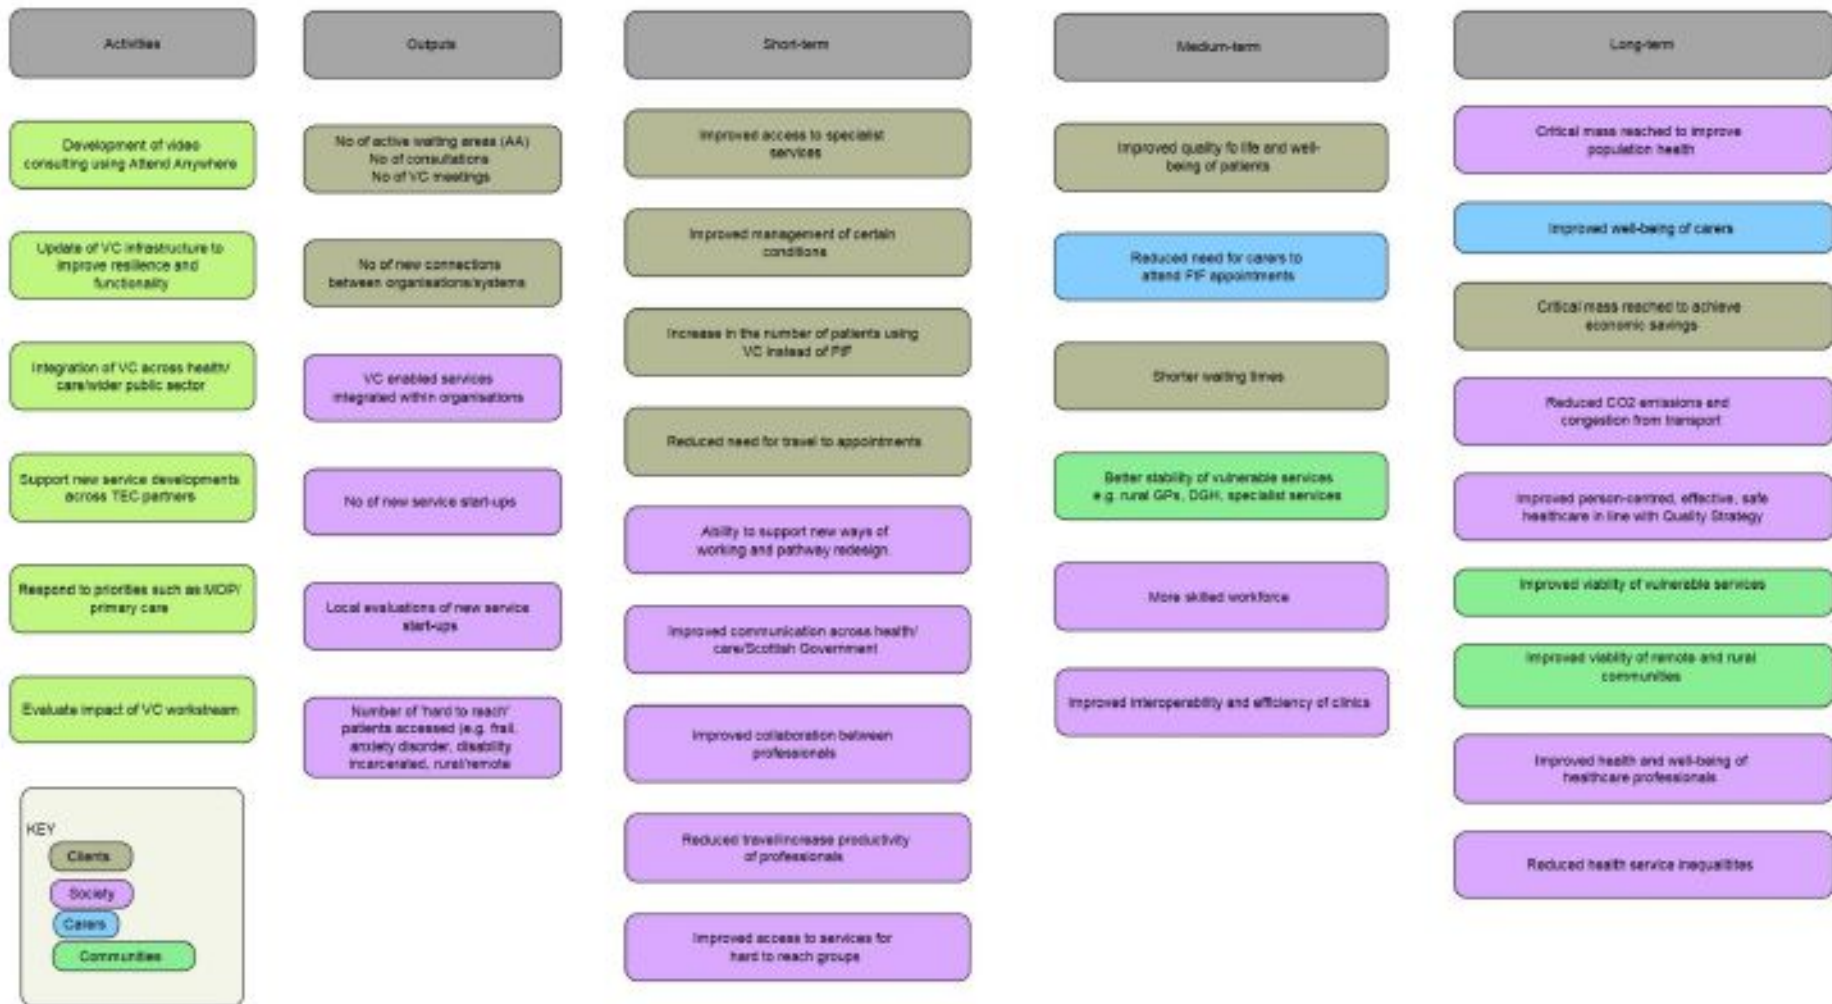 Activities
Outputs
Short-term
Medium-term
Long-term
Development of video
consulting using Attend Anywhere
Update of VC infrastructure to
improve resilience and
functionality
Integration of VC across health/
care/wider public sector
Support new service developments
across TEC partners
Respond to priorities such as MOP/
primary care
Evaluate impact of VC workstream
No of active waiting areas (AA)
No of consultations
No of VC meetings
No of new connections
between organisations/systems
VC enabled services
integrated within organisations
No of new service start-ups
Local evaluations of new service
start-ups
Number of 'hard to reach'
patients accessed (e.g. frail,
anxiety disorder, disability
incarcerated, rural/remote
Improved access to specialist
services
Improved management of certain
conditions
Increase in the number of patients using
VC instead of FtF
Reduced need for travel to appointments
Ability to support new ways of
working and pathway redesign
Improved communication across health/
care/Scottish Government
Improved collaboration between
professionals
Reduced travel/increase productivity
of professionals
Improved access to services for
hard to reach groups
Improved quality fo life and well-
being of patients
Reduced need for carers to
attend FtF appointments
Shorter waiting times
Better stability of vulnerable services
e.g. rural GPs, DGH, specialist services
More skilled workforce
Improved interoperability and efficiency of clinics
Critical mass reached to improve
population health
Improved well-being of carers
Critical mass reached to achieve
economic savings
Reduced CO2 emissions and
congestion from transport
Improved person-centred, effective, safe
healthcare in line with Quality Strategy
Improved viability of vulnerable services
Improved viablity of remote and rural
communities
Improved health and well-being of
healthcare professionals
Reduced health service inequalitites
KEY
Clients
Society
Carers
Communities